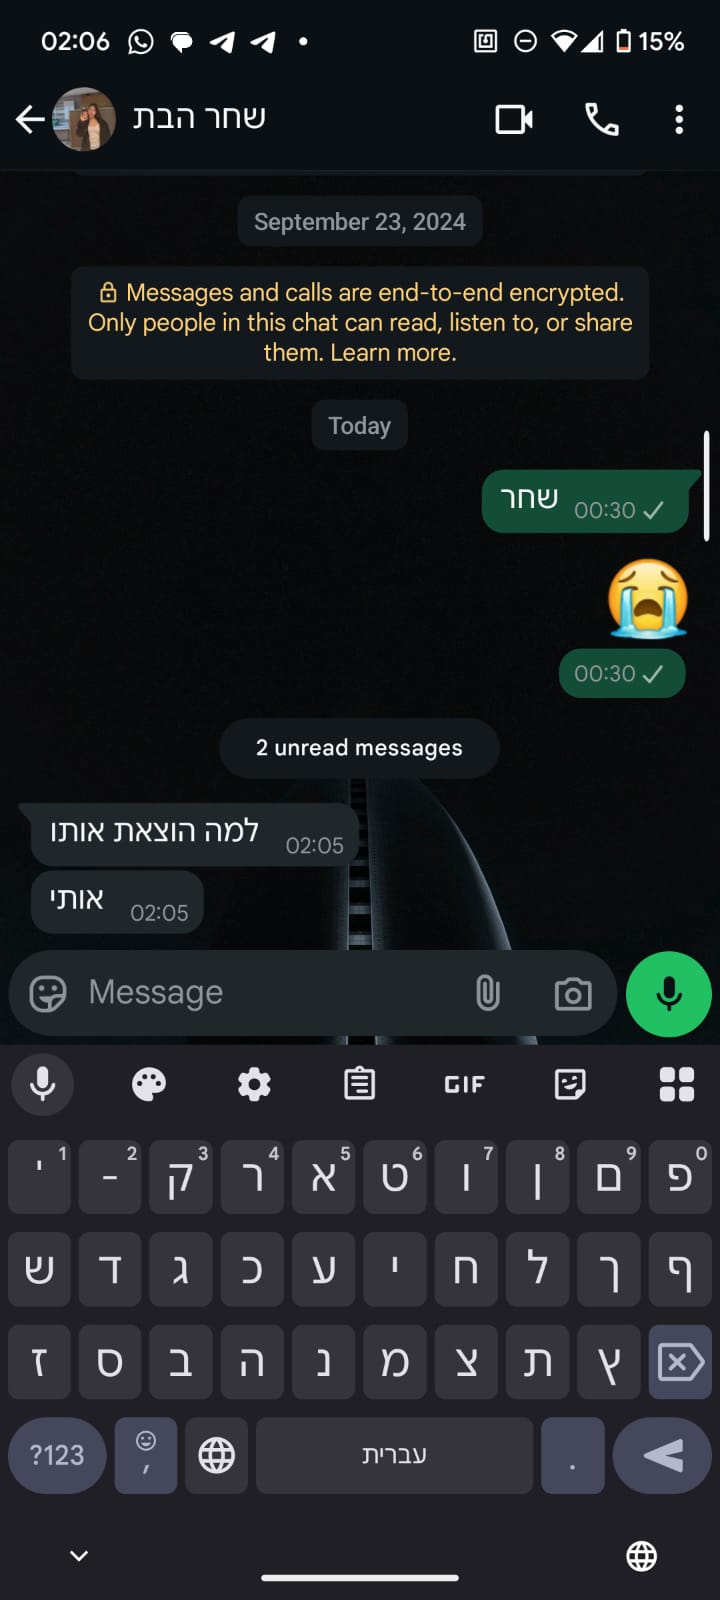 02:06
15%
שחר הבת
September 23, 2024
Messages and calls are end-to-end encrypted.
Only people in this chat can read, listen to, or share
them. Learn more.
Today
שחר 00:30
00:30
2 unread messages
למה הוצאת אותו 02:05
אותי 02:05
Message
GIF
' 1 - 2 ק 3 ר 4 א 5 ט 6 ו 7 ן 8 ם 9 פ 0
ש ד ג כ ע י ח ל ך ף
ז ס ב ה נ מ צ ת ץ
?123 , עברית .